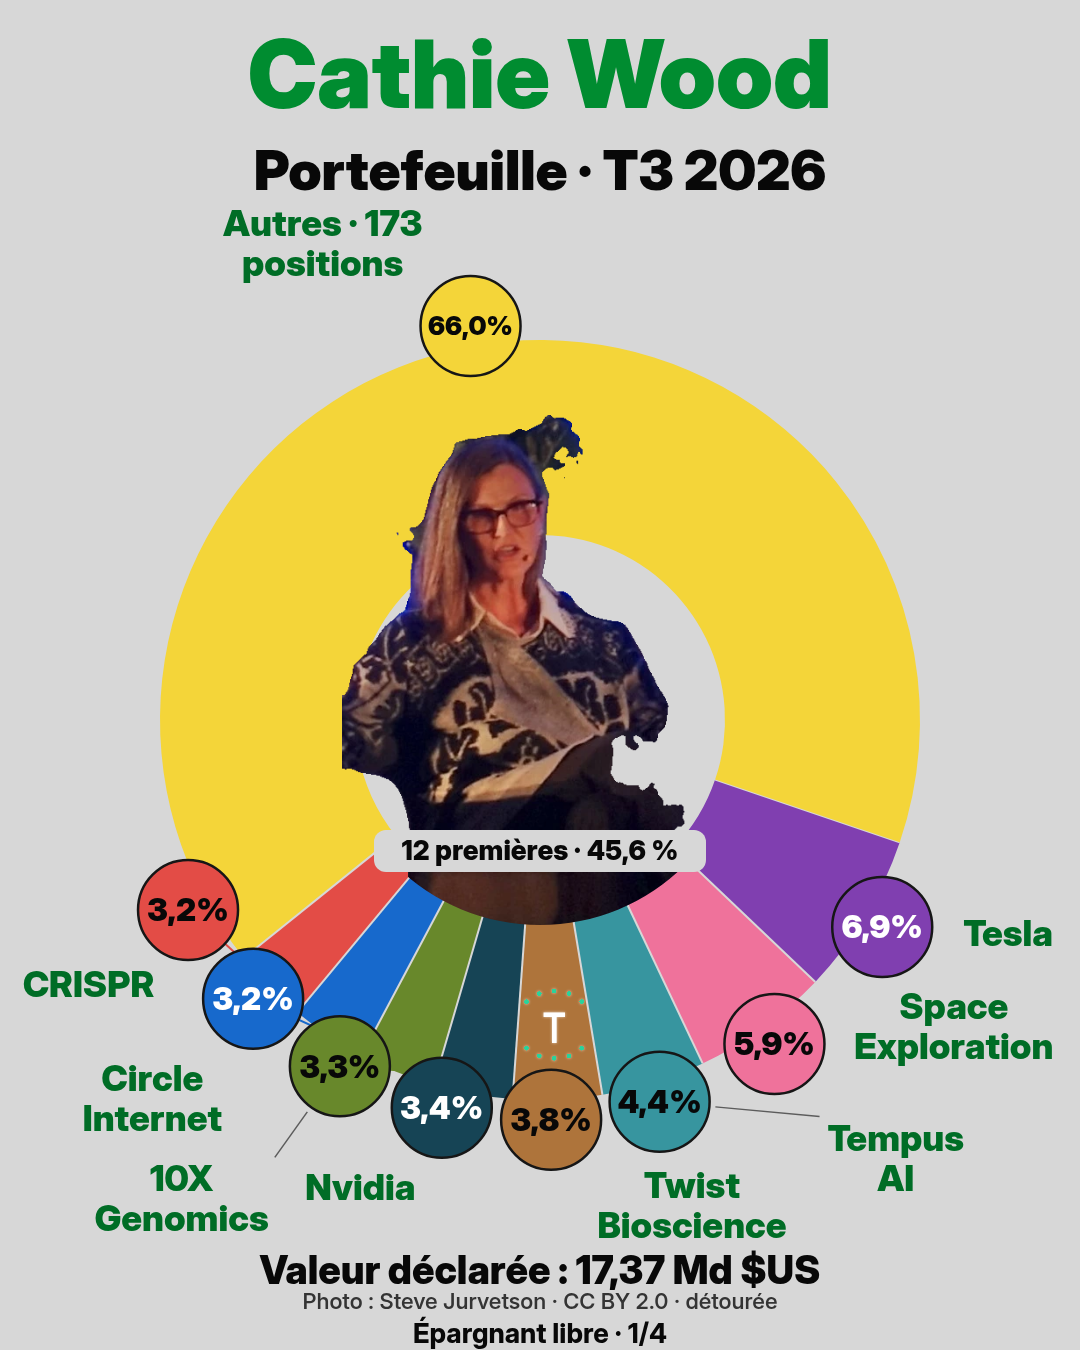 Cathie Wood
Portefeuille · T3 2026
Autres · 173
positions
66,0%
12 premières · 45,6 %
3,2%
6,9%
Tesla
CRISPR
3,2%
Space
Exploration
T
5,9%
3,3%
Circle
Internet
3,4%
3,8%
4,4%
Tempus
AI
10X
Genomics
Nvidia
Twist
Bioscience
Valeur déclarée : 17,37 Md $US
Photo : Steve Jurvetson · CC BY 2.0 · détourée
Épargnant libre · 1/4